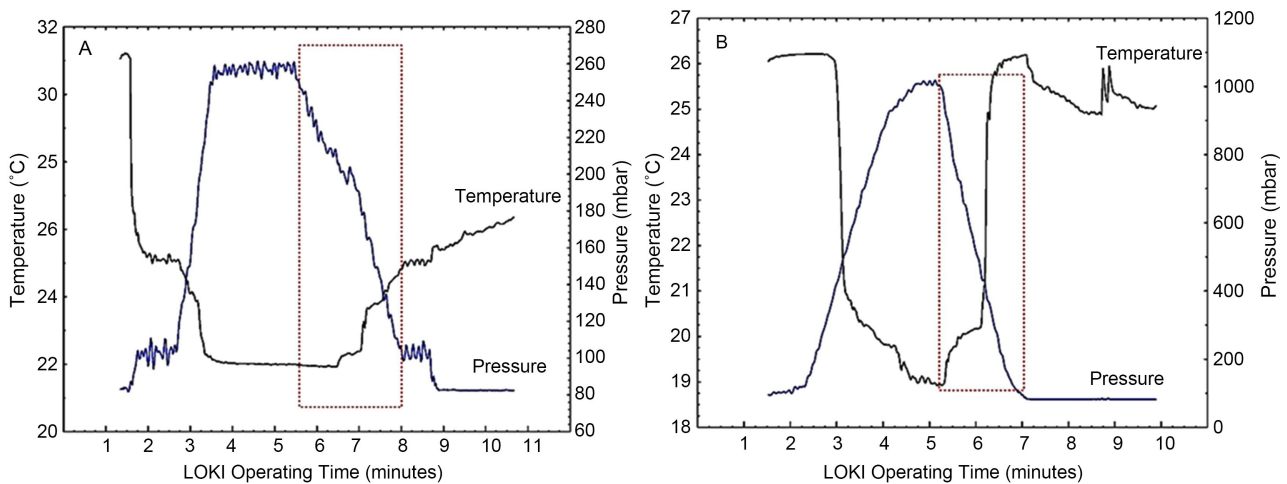 A
Temperature (˚C)
32
30
25
26
24
22
20
280
260
240
220
200
180
160
140
120
100
80
60
Pressure (mbar)
Temperature
Pressure
1 2 3 4 5 6 7 8 9 10 11
LOKI Operating Time (minutes)
B
Temperature (˚C)
27
26
25
24
23
22
21
20
19
18
1200
1000
800
600
400
200
0
Pressure (mbar)
Temperature
Pressure
1 2 3 4 5 6 7 8 9 10
LOKI Operating Time (minutes)